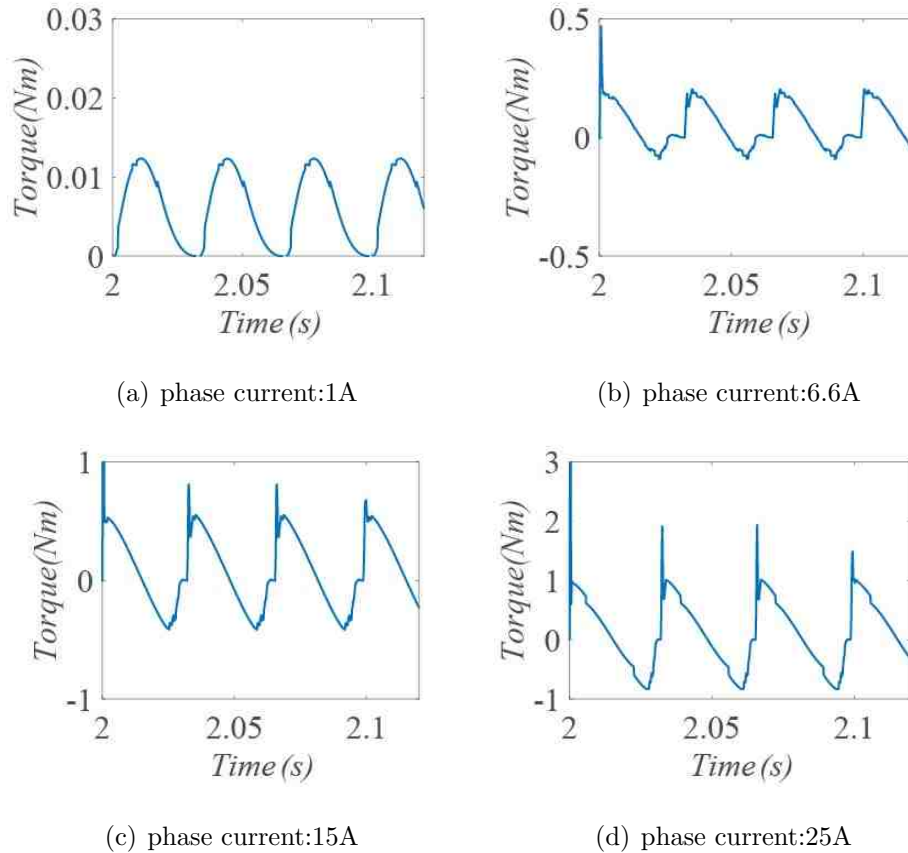 0.03
0.02
0.01
0
2
2.05
2.1
Torque(Nm)
Time (s)
(a) phase current:1A
0.5
0
-0.5
2
2.05
2.1
Torque(Nm)
Time (s)
(b) phase current:6.6A
1
0
-1
2
2.05
2.1
Torque(Nm)
Time (s)
(c) phase current:15A
3
2
1
0
-1
2
2.05
2.1
Torque(Nm)
Time (s)
(d) phase current:25A